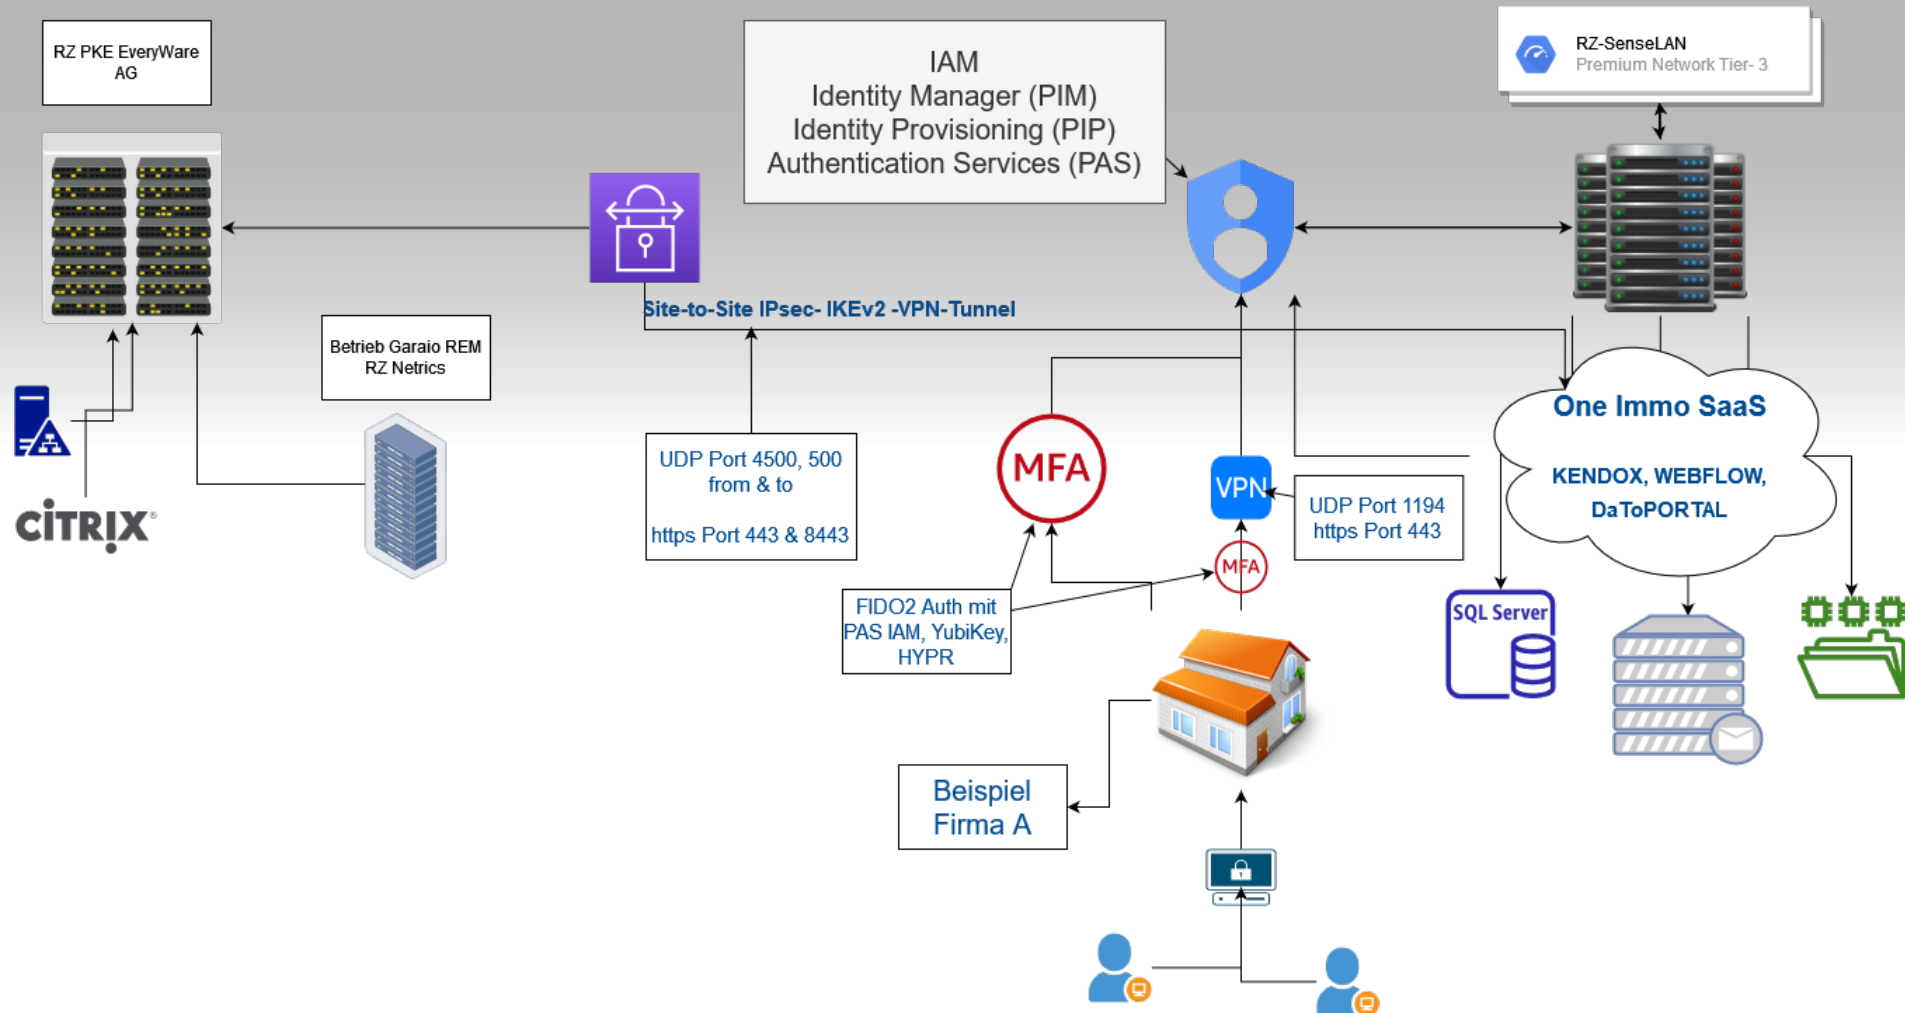 RZ PKE EveryWare
AG
IAM
Identity Manager (PIM)
Identity Provisioning (PIP)
Authentication Services (PAS)
RZ-SenseLAN
Premium Network Tier- 3
Site-to-Site IPsec- IKEv2 -VPN-Tunnel
Betrieb Garaio REM
RZ Netrics
CİTRIX®
UDP Port 4500, 500
from & to
https Port 443 & 8443
MFA
VPN
UDP Port 1194
https Port 443
MFA
FIDO2 Auth mit
PAS IAM, YubiKey,
HYPR
One Immo SaaS
KENDOX, WEBFLOW,
DaToPORTAL
SQL Server
Beispiel
Firma A